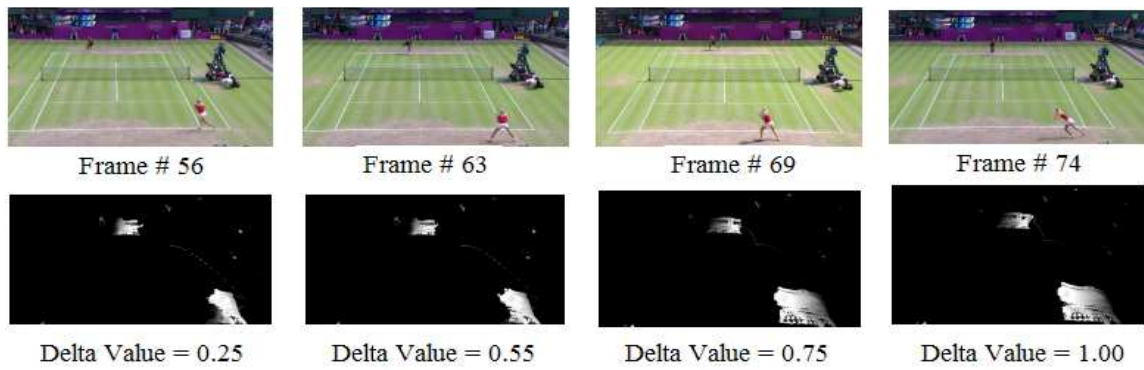 Frame # 56
Frame # 63
Frame # 69
Frame # 74
Delta Value = 0.25
Delta Value = 0.55
Delta Value = 0.75
Delta Value = 1.00